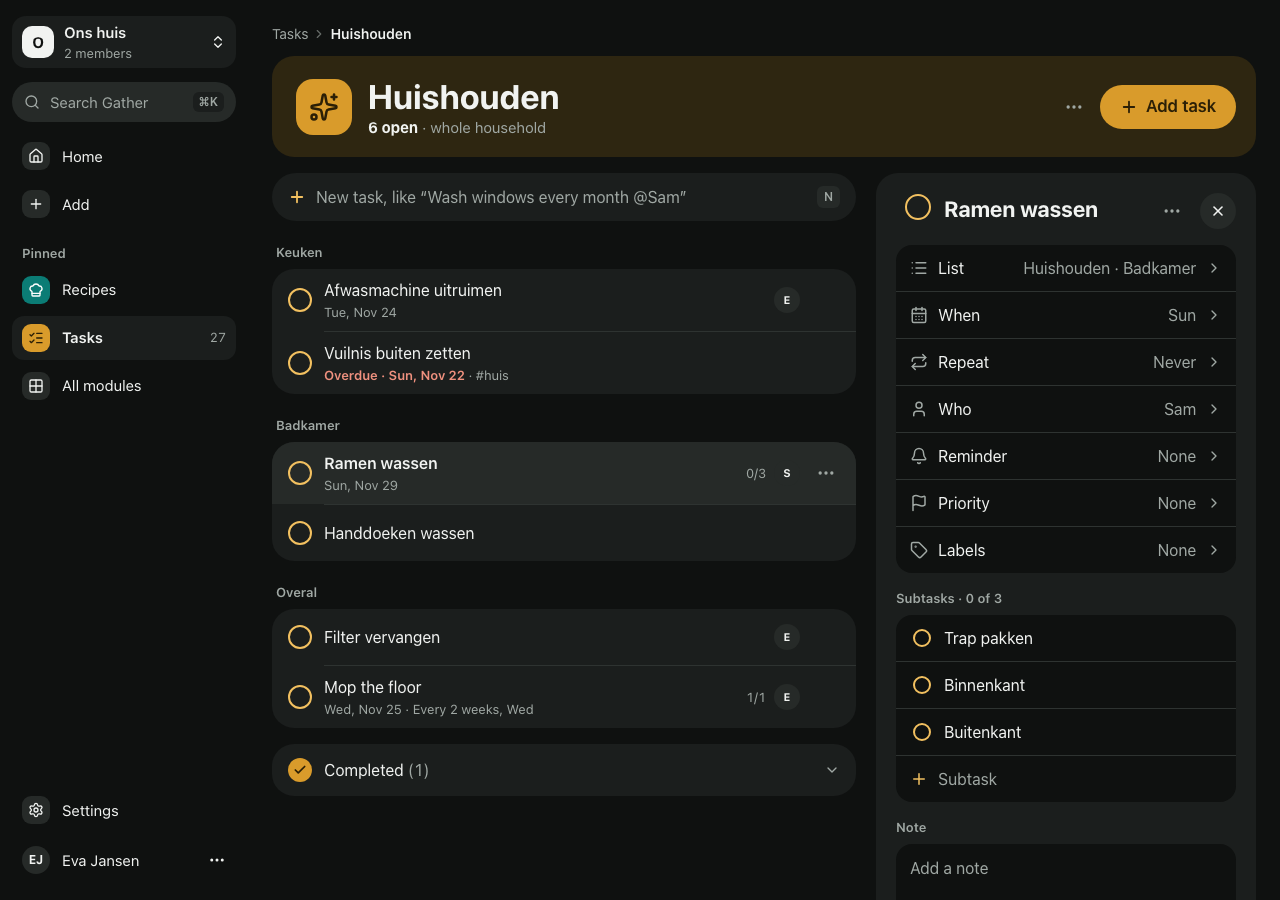 O
Ons huis
2 members
Search Gather
⌘K
Home
Add
Pinned
Recipes
Tasks
27
All modules
Settings
EJ
Eva Jansen
Tasks
Huishouden
Huishouden
6 open · whole household
Add task
New task, like “Wash windows every month @Sam”
N
Keuken
Afwasmachine uitruimen
Tue, Nov 24
E
Vuilnis buiten zetten
Overdue · Sun, Nov 22 · #huis
Badkamer
Ramen wassen
Sun, Nov 29
0/3
S
Handdoeken wassen
Overal
Filter vervangen
E
Mop the floor
Wed, Nov 25 · Every 2 weeks, Wed
1/1
E
Completed (1)
Ramen wassen
List
Huishouden · Badkamer
When
Sun
Repeat
Never
Who
Sam
Reminder
None
Priority
None
Labels
None
Subtasks · 0 of 3
Trap pakken
Binnenkant
Buitenkant
Subtask
Note
Add a note